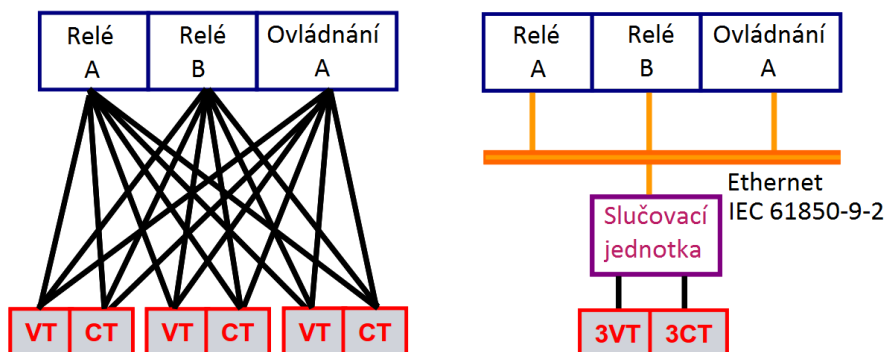 Relé
A
Relé
B
Ovládnání
A
VT
CT
VT
CT
VT
CT
Relé
A
Relé
B
Ovládnání
A
Ethernet
IEC 61850-9-2
Slučovací
jednotka
3VT
3CT